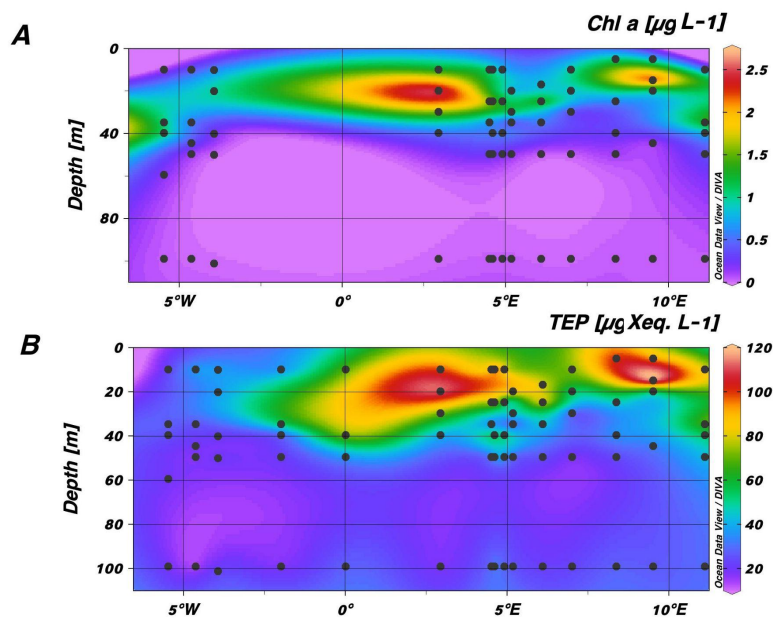 A
Chl a [µg L-1]
0
40
80
Depth [m]
5°W
0°
5°E
10°E
2.5
2
1.5
1
0.5
0
Ocean Data View / DIVA
B
TEP [µg Xeq. L-1]
0
20
40
60
80
100
Depth [m]
5°W
0°
5°E
10°E
120
100
80
60
40
20
Ocean Data View / DIVA